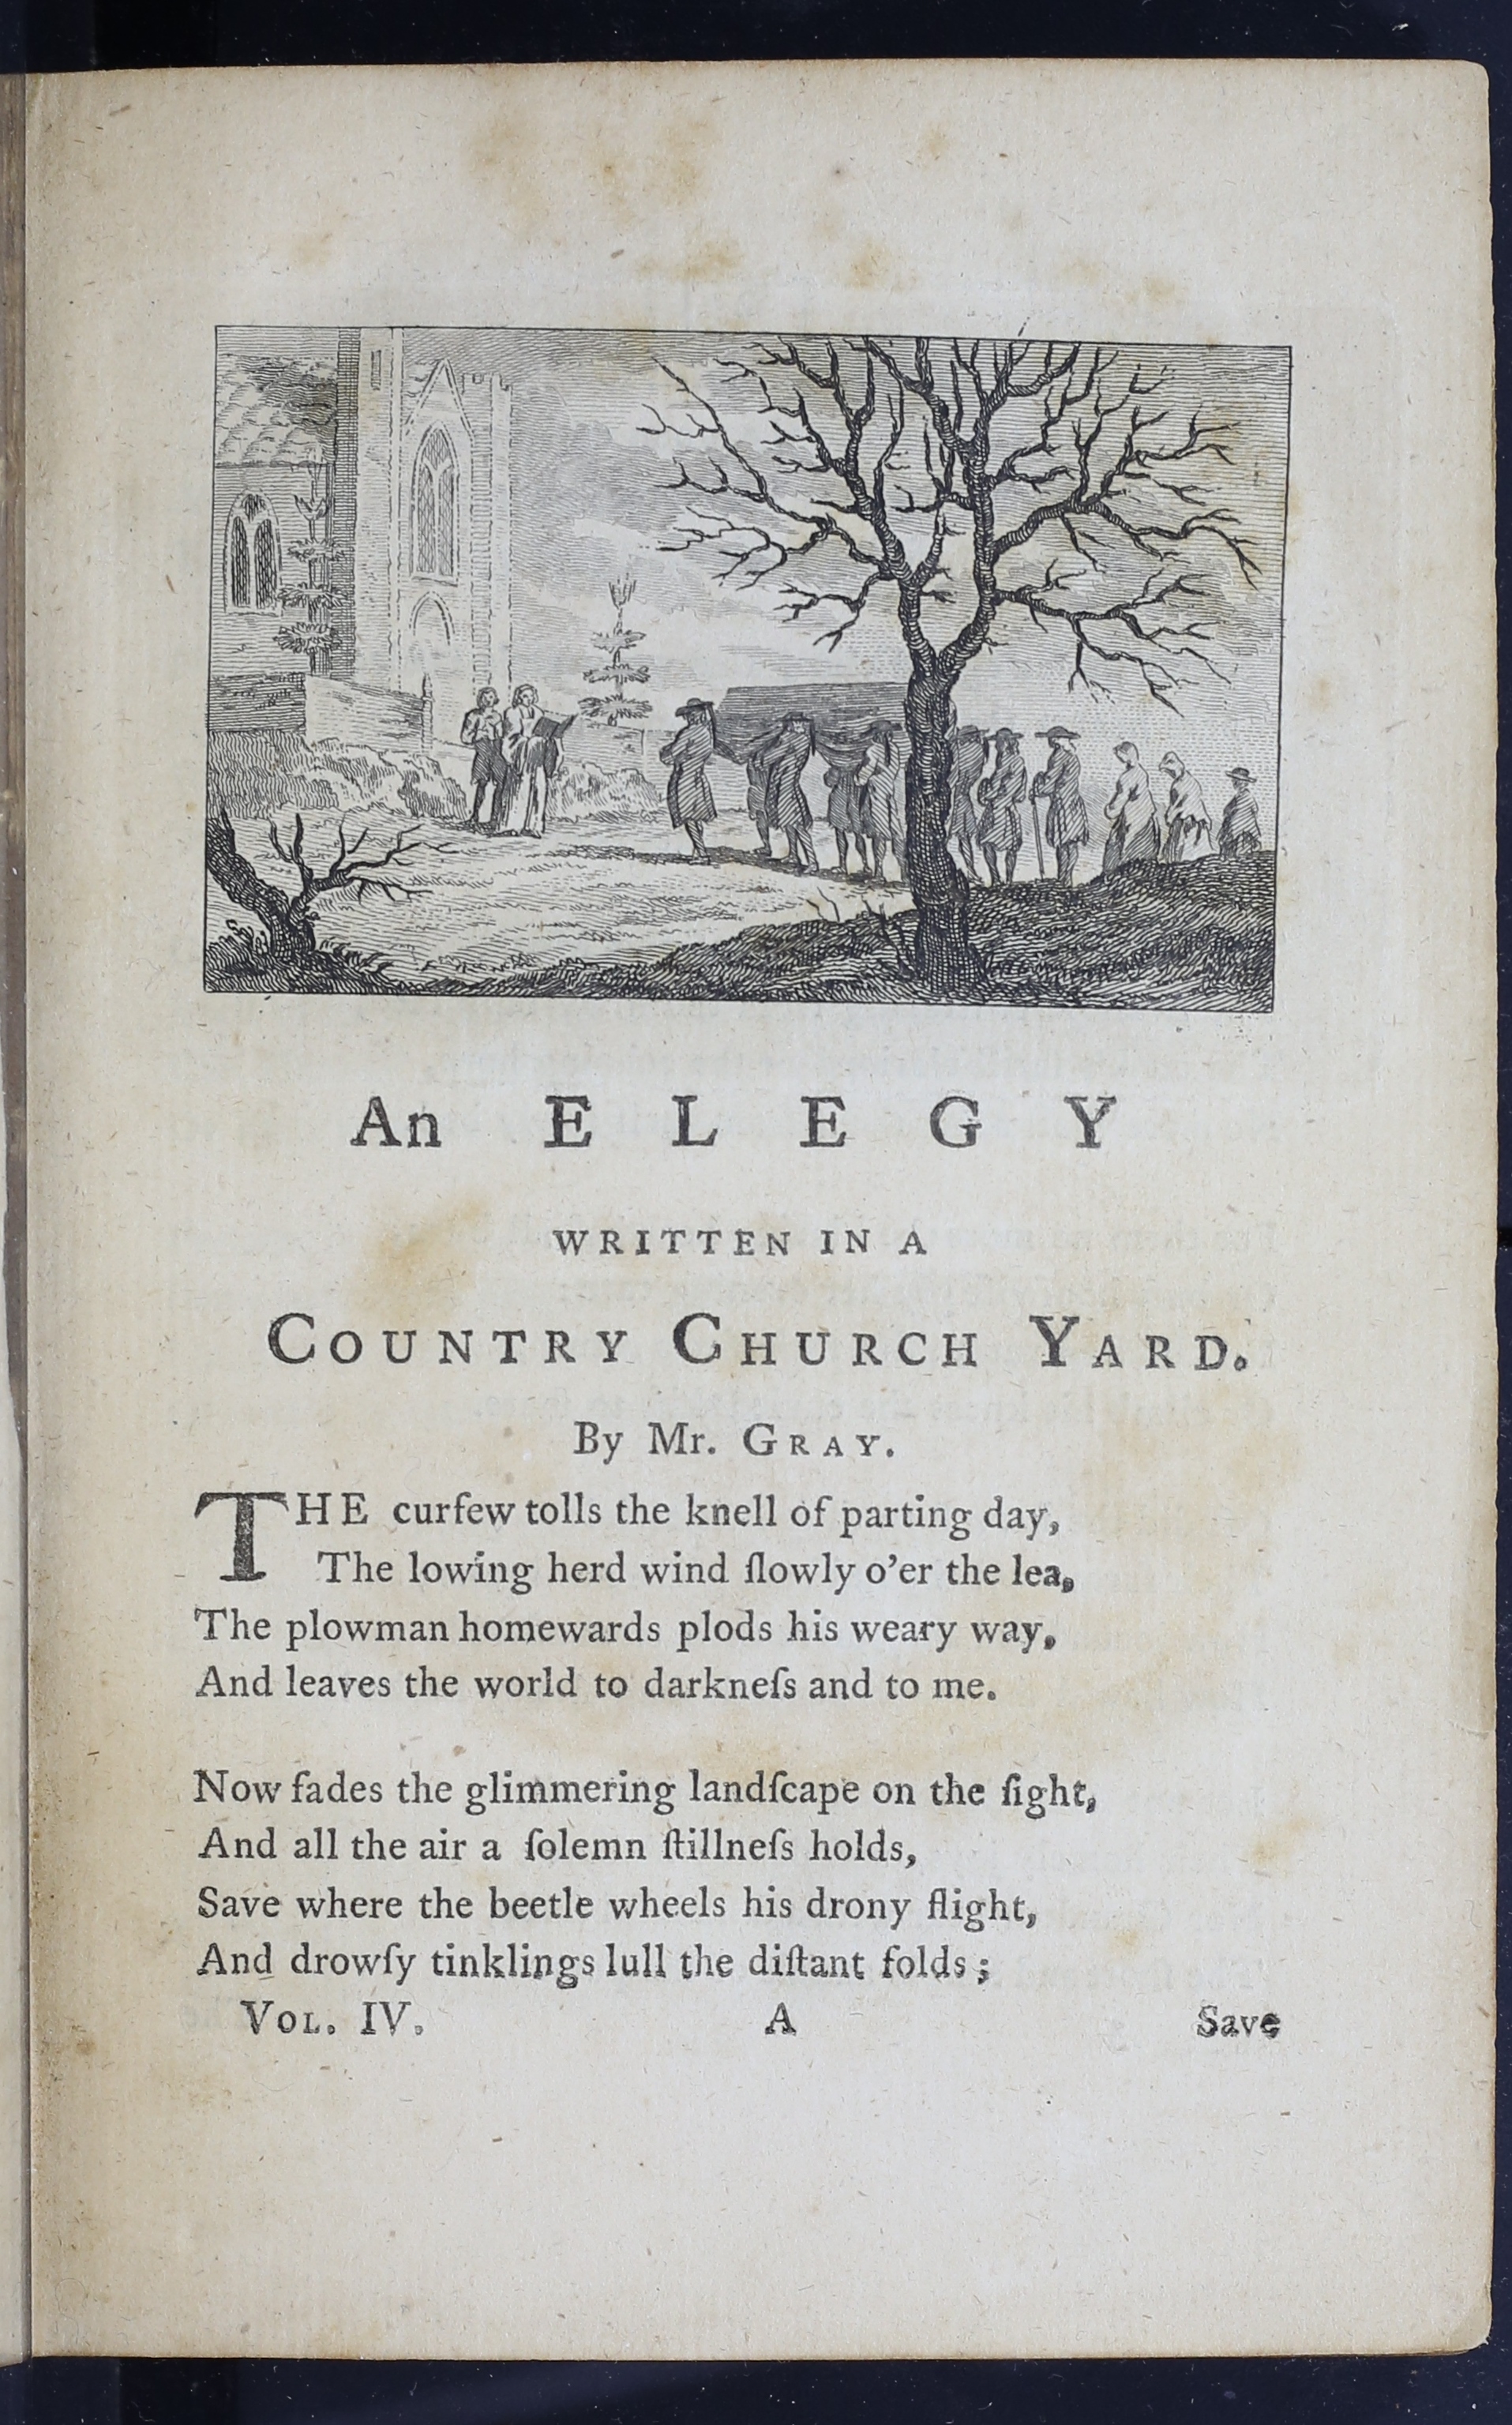 An ELEGY
WRITTEN IN A
COUNTRY CHURCH YARD.
By Mr. GRAY.
THE curfew tolls the knell of parting day,
The lowing herd wind ſlowly o'er the lea,
The plowman homewards plods his weary way,
And leaves the world to darkneſs and to me.
Now fades the glimmering landſcape on the ſight,
And all the air a ſolemn ſtillneſs holds,
Save where the beetle wheels his drony flight,
And drowſy tinklings lull the diſtant folds;
VOL. IV. A Save